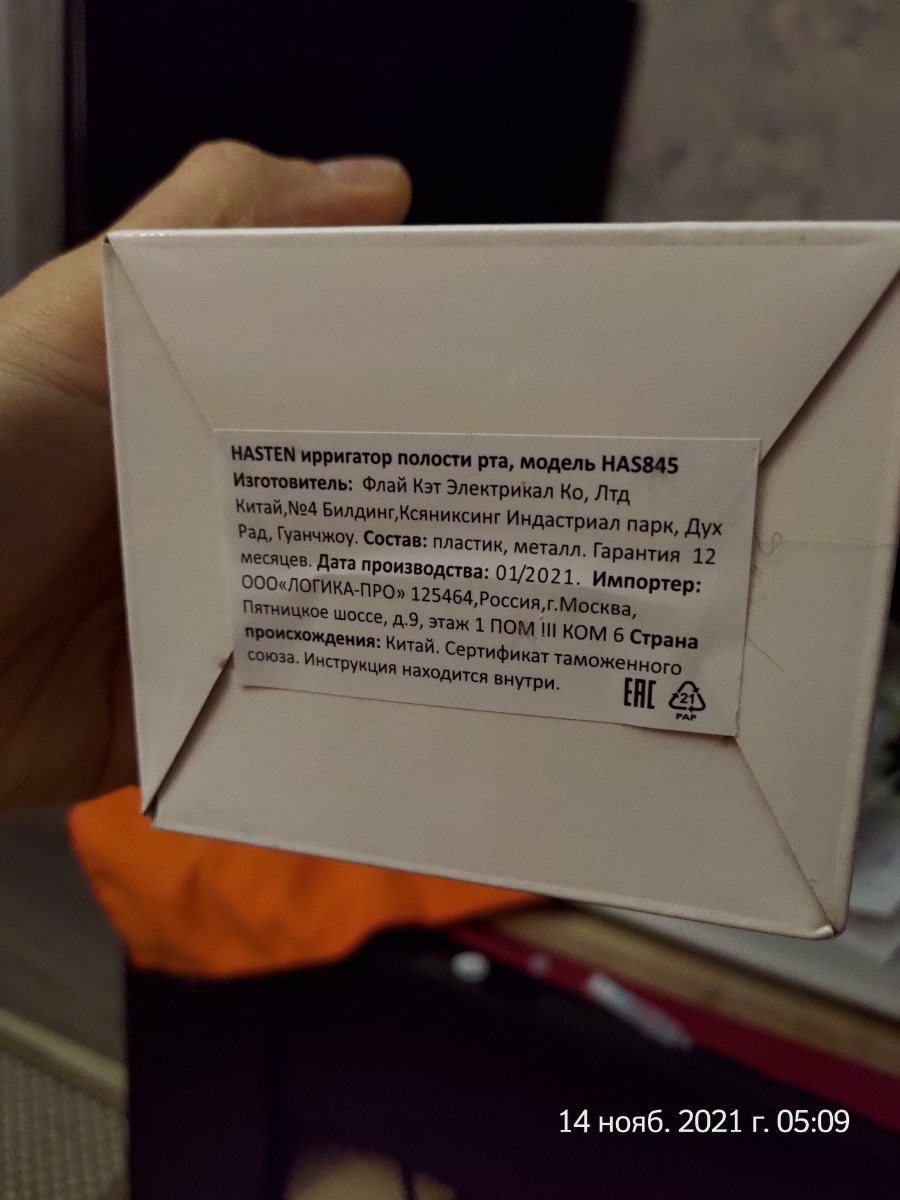 HASTEN ирригатор полости рта, модель HAS845
Изготовитель: Флай Кэт Электрикал Ко, Лтд
Китай,№4 Билдинг,Ксяниксинг Индастриал парк, Дух
Рад, Гуанчжоу. Состав: пластик, металл. Гарантия 12
месяцев. Дата производства: 01/2021. Импортер:
ООО«ЛОГИКА-ПРО» 125464,Россия,г.Москва,
Пятницкое шоссе, д.9, этаж 1 ПОМ III КОМ 6 Страна
происхождения: Китай. Сертификат таможенного
союза. Инструкция находится внутри.
EAC
21
PAP
14 нояб. 2021 г. 05:09